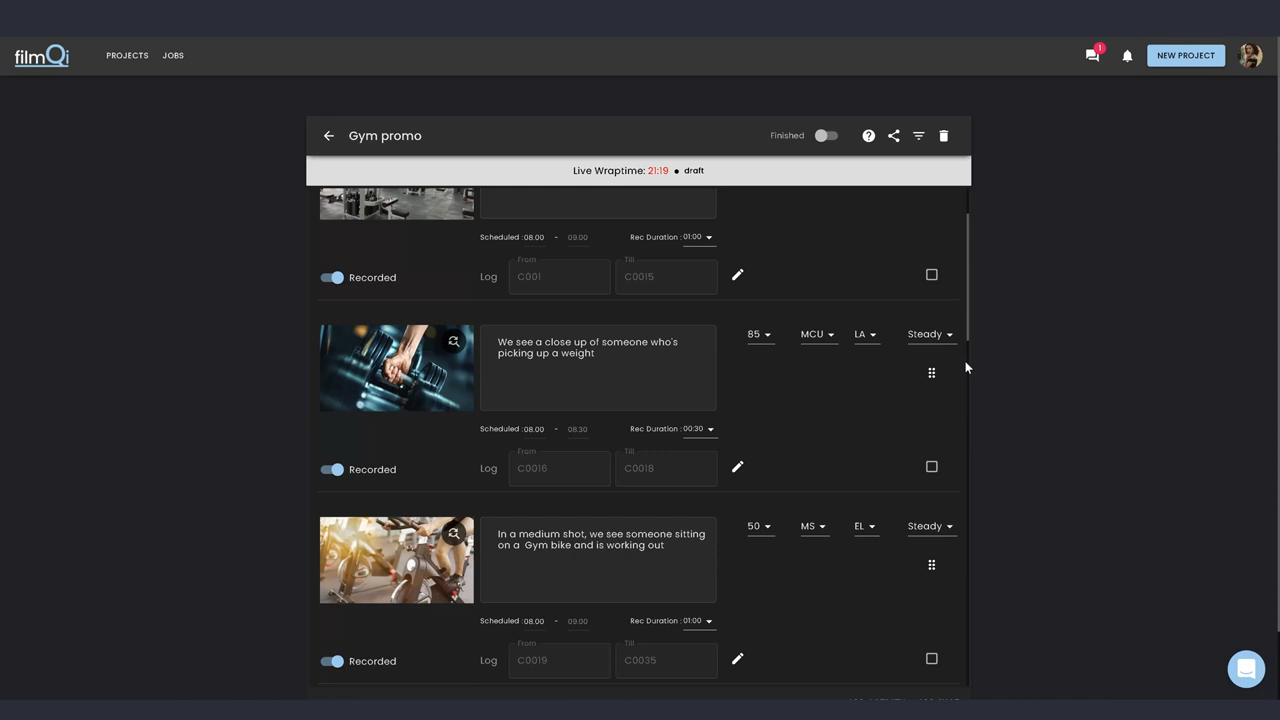 filmQi
PROJECTS
JOBS
1
NEW PROJECT
Gym promo
Finished
Live Wraptime: 21:19 ● draft
Scheduled : 08.00 - 09.00
Rec Duration : 01:00
Recorded
Log
From
C001
Till
C0015
We see a close up of someone who's
picking up a weight
85
MCU
LA
Steady
Scheduled : 08.00 - 08.30
Rec Duration : 00:30
Recorded
Log
From
C0016
Till
C0018
In a medium shot, we see someone sitting
on a Gym bike and is working out
50
MS
EL
Steady
Scheduled : 08.00 - 09.00
Rec Duration : 01:00
Recorded
Log
From
C0019
Till
C0035